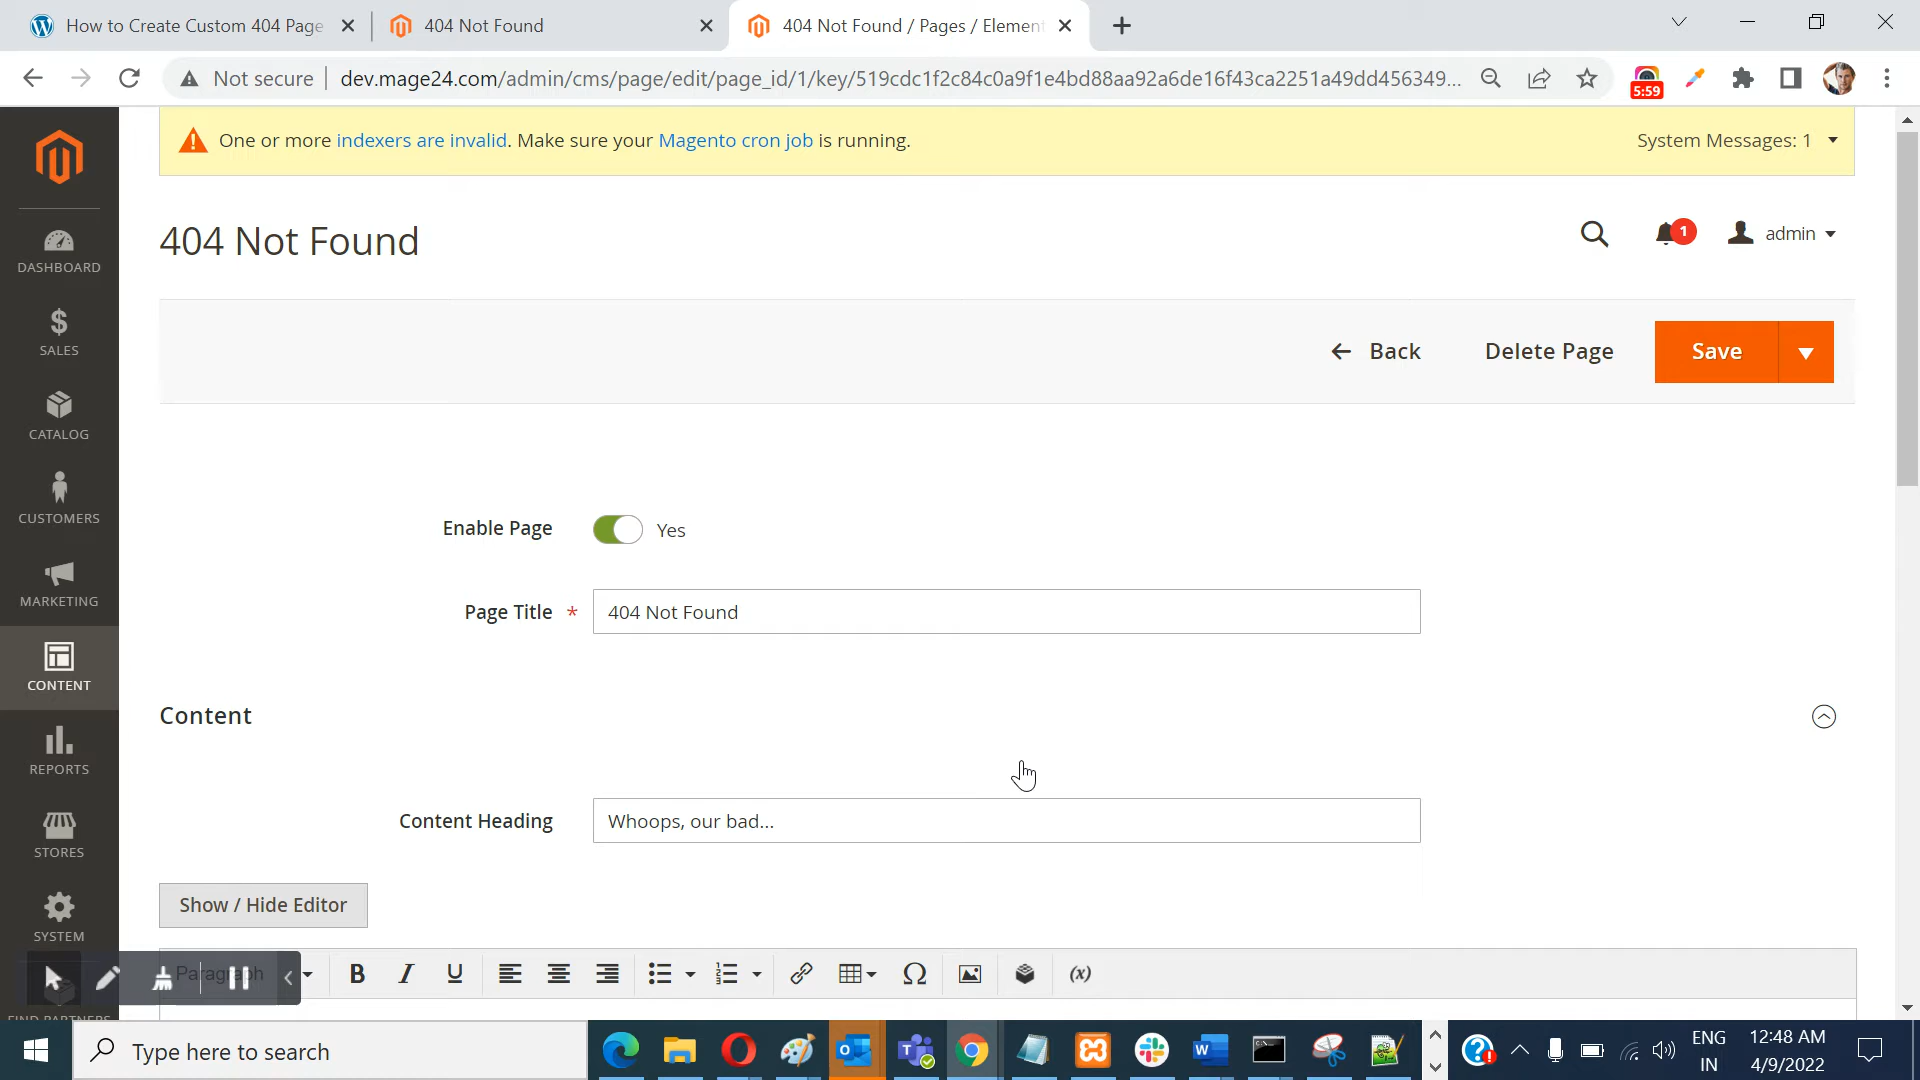 How to Create Custom 404 Page
404 Not Found
404 Not Found / Pages / Element
Not secure
dev.mage24.com/admin/cms/page/edit/page_id/1/key/519cdc1f2c84c0a9f1e4bd88aa92a6de16f43ca2251a49dd456349...
5:59
One or more indexers are invalid. Make sure your Magento cron job is running.
System Messages: 1
404 Not Found
1
admin
DASHBOARD
SALES
CATALOG
CUSTOMERS
MARKETING
CONTENT
REPORTS
STORES
SYSTEM
FIND PARTNERS
Back
Delete Page
Save
Enable Page
Yes
Page Title *
404 Not Found
Content
Content Heading
Whoops, our bad...
Show / Hide Editor
Paragraph
B I U
(x)
Type here to search
ENG
IN
12:48 AM
4/9/2022